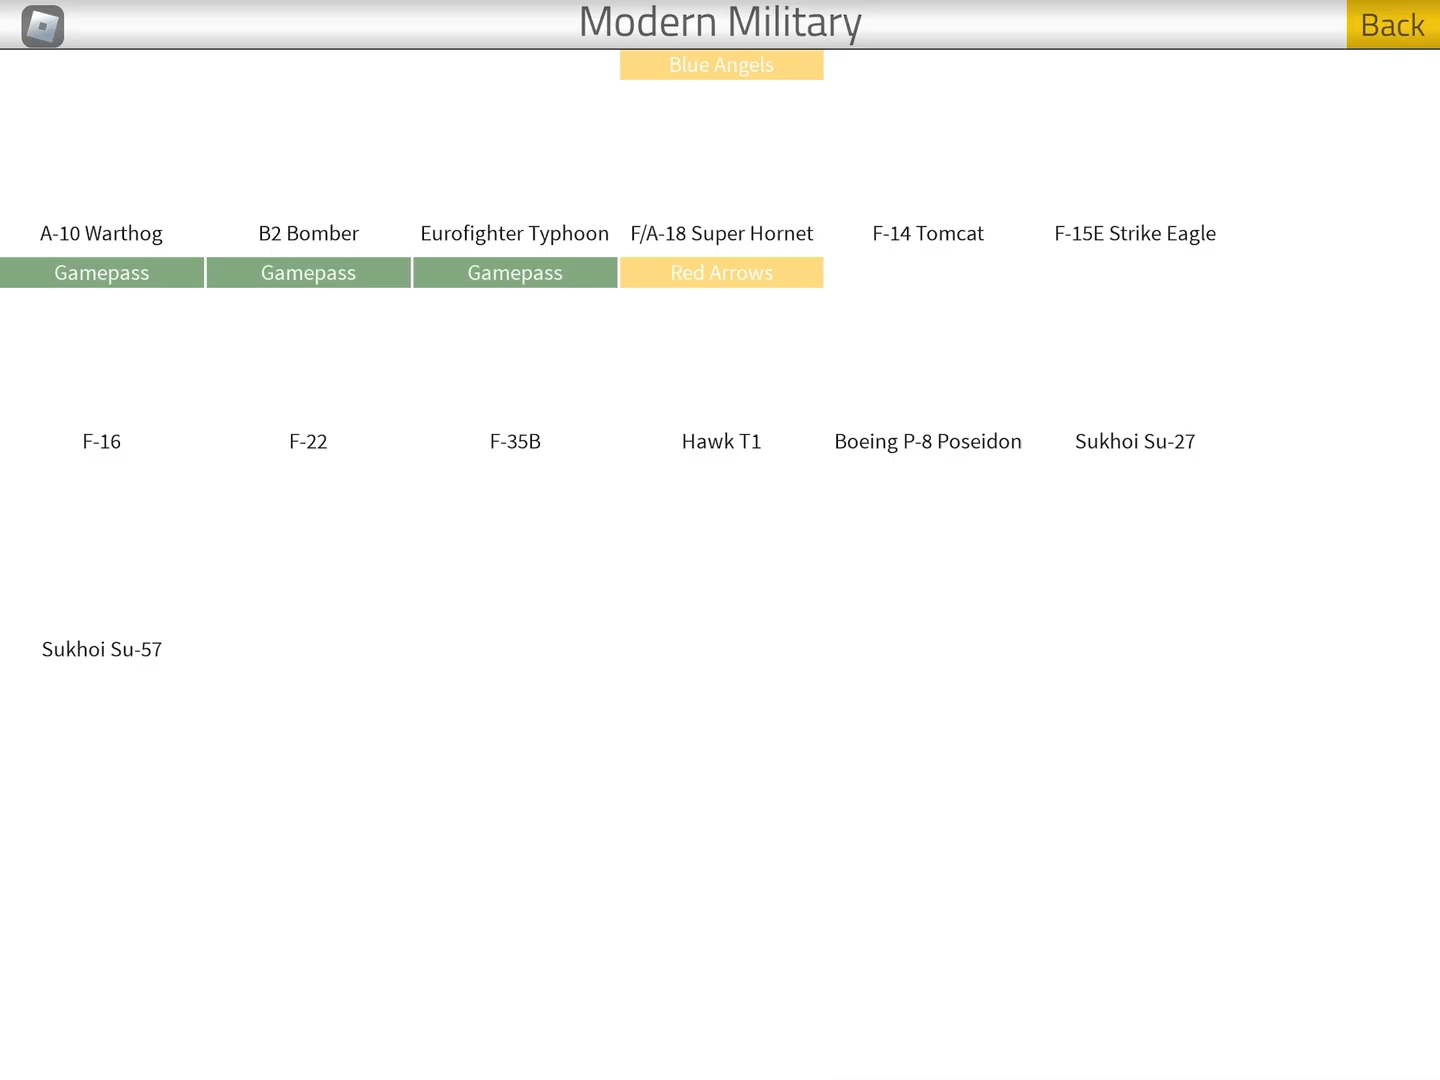 Modern Military
Back
Blue Angels
A-10 Warthog
B2 Bomber
Eurofighter Typhoon
F/A-18 Super Hornet
F-14 Tomcat
F-15E Strike Eagle
Gamepass
Gamepass
Gamepass
Red Arrows
F-16
F-22
F-35B
Hawk T1
Boeing P-8 Poseidon
Sukhoi Su-27
Sukhoi Su-57